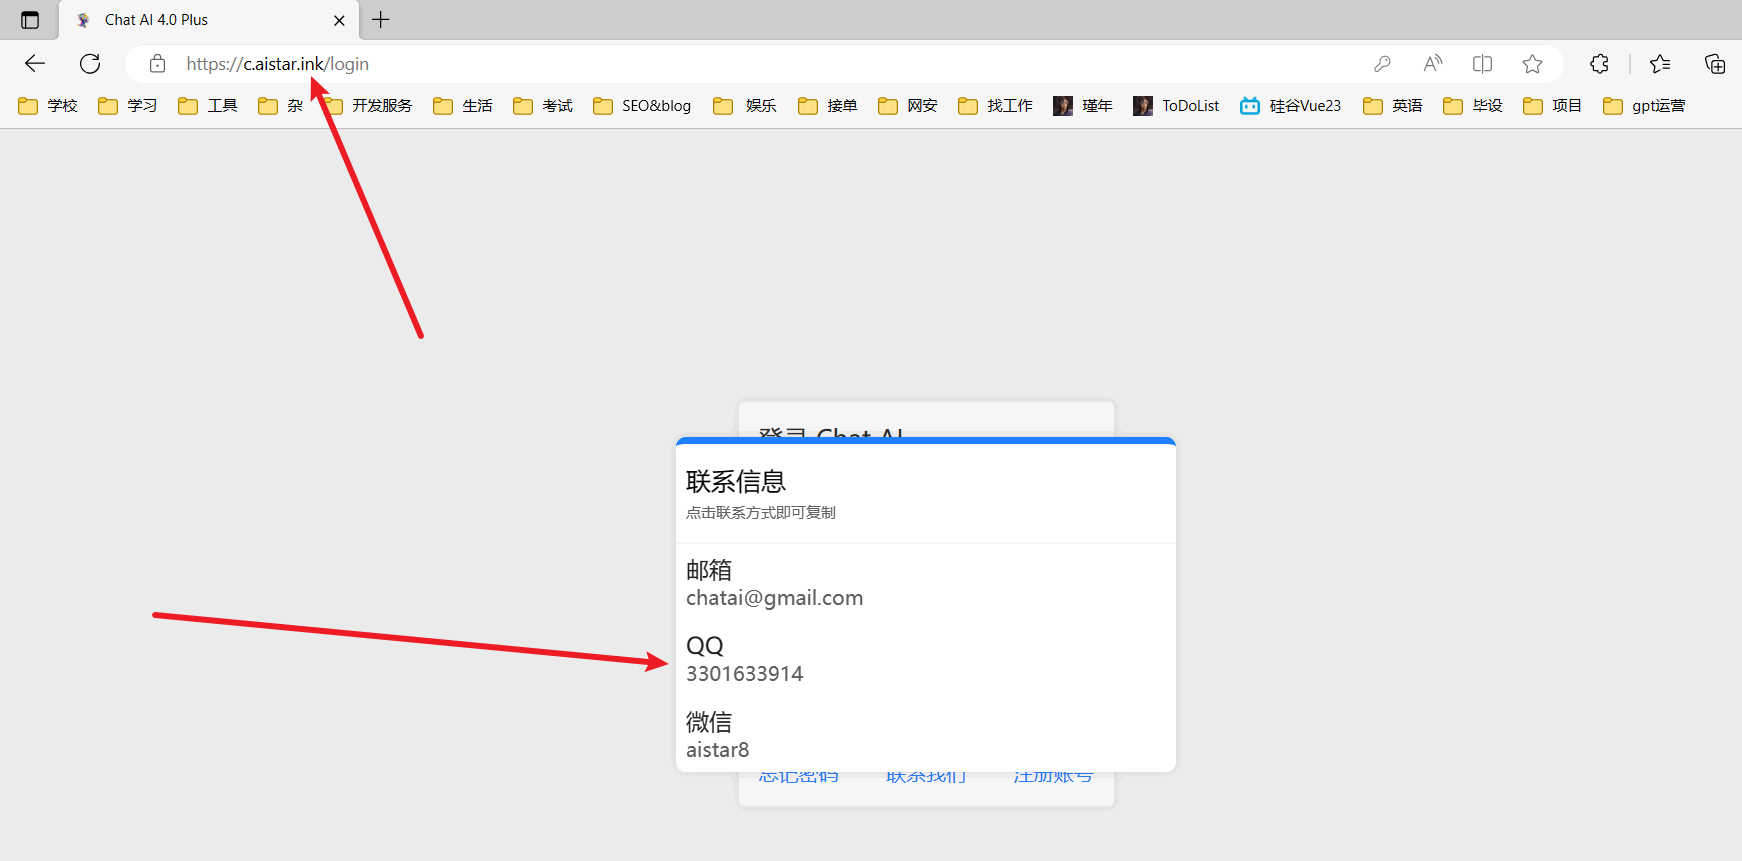 Chat AI 4.0 Plus
https://c.aistar.ink/login
学校 学习 工具 杂 开发服务 生活 考试 SEO&blog 娱乐 接单 网安 找工作 瑾年 ToDoList 硅谷Vue23 英语 毕设 项目 gpt运营
登录 Chat AI
联系信息
点击联系方式即可复制
邮箱
chatai@gmail.com
QQ
3301633914
微信
aistar8
忘记密码 联系我们 注册账号